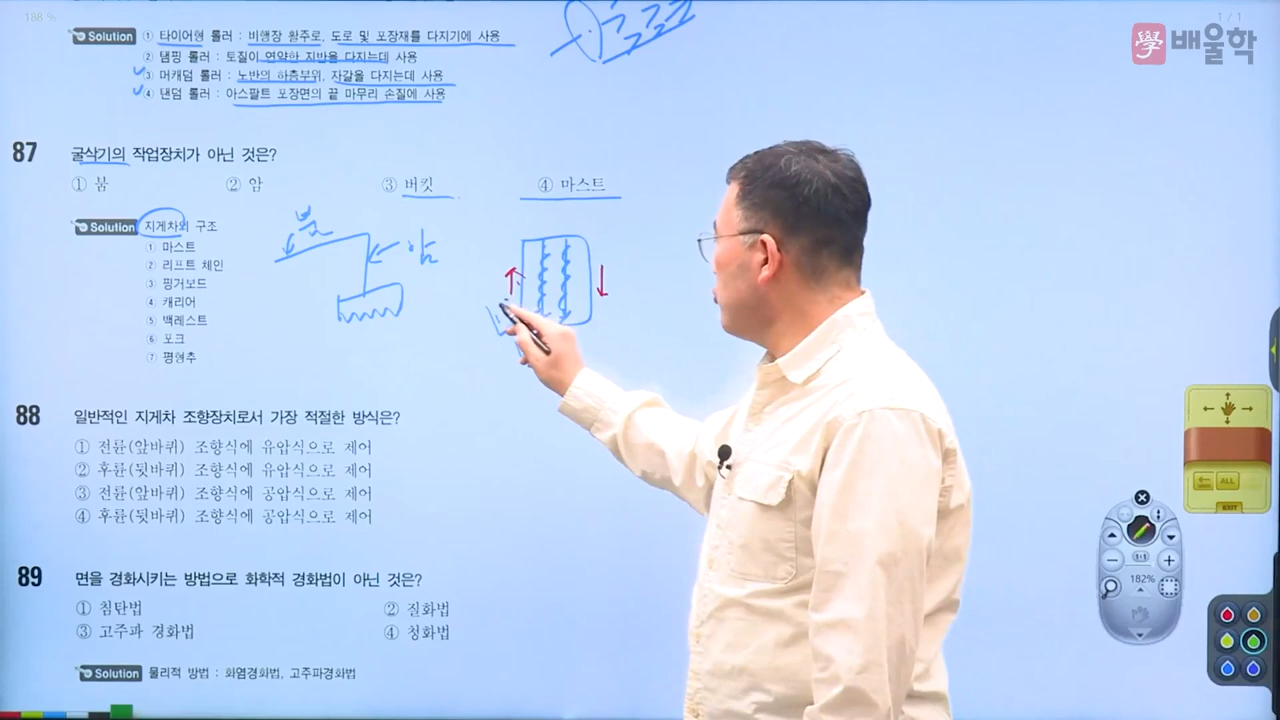 188 %
1 / 1
學 배울학
Solution ① 타이어형 롤러 : 비행장 활주로, 도로 및 포장재를 다지기에 사용
② 탬핑 롤러 : 토질이 연약한 지반을 다지는데 사용
③ 머캐덤 롤러 : 노반의 하층부위, 자갈을 다지는데 사용
④ 탠덤 롤러 : 아스팔트 포장면의 끝 마무리 손질에 사용
87 굴삭기의 작업장치가 아닌 것은?
① 붐 ② 암 ③ 버킷 ④ 마스트
Solution 지게차의 구조
① 마스트
② 리프트 체인
③ 핑거보드
④ 캐리어
⑤ 백레스트
⑥ 포크
⑦ 평형추
붐
암
88 일반적인 지게차 조향장치로서 가장 적절한 방식은?
① 전륜(앞바퀴) 조향식에 유압식으로 제어
② 후륜(뒷바퀴) 조향식에 유압식으로 제어
③ 전륜(앞바퀴) 조향식에 공압식으로 제어
④ 후륜(뒷바퀴) 조향식에 공압식으로 제어
89 면을 경화시키는 방법으로 화학적 경화법이 아닌 것은?
① 침탄법 ② 질화법
③ 고주파 경화법 ④ 청화법
Solution 물리적 방법 : 화염경화법, 고주파경화법
ALL
EXIT
1:1
182%